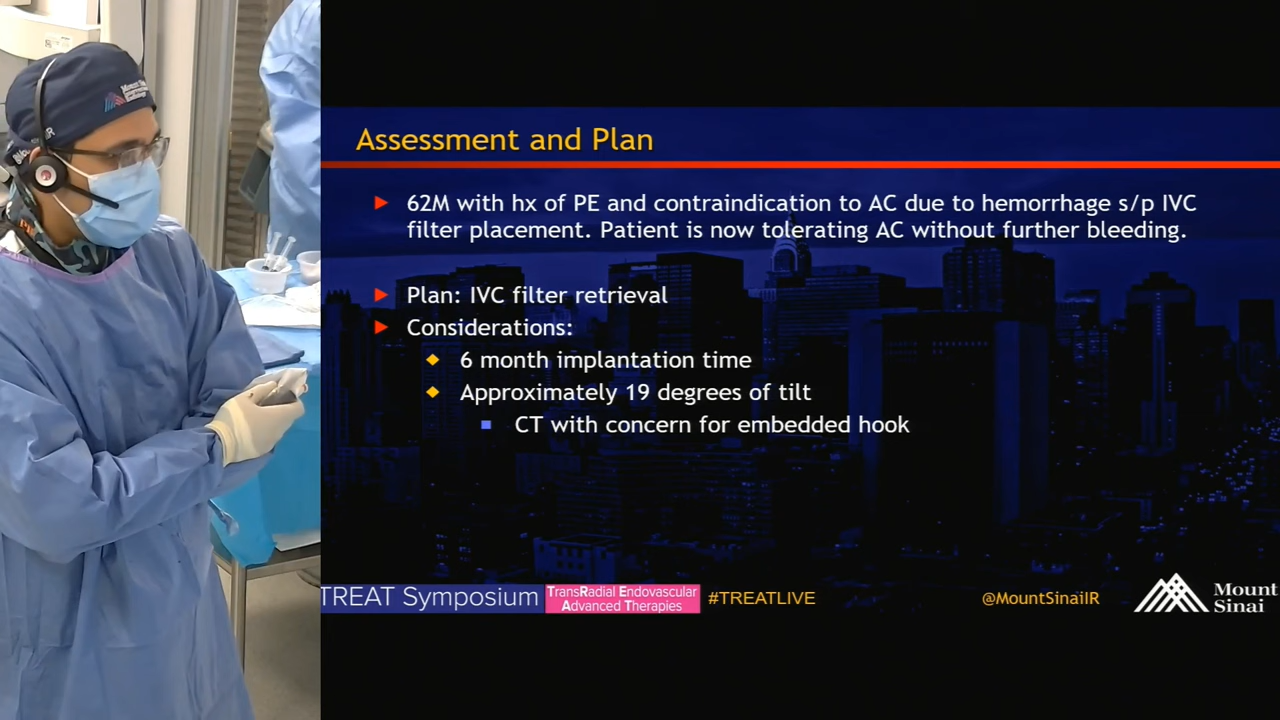 Assessment and Plan
62M with hx of PE and contraindication to AC due to hemorrhage s/p IVC
filter placement. Patient is now tolerating AC without further bleeding.
Plan: IVC filter retrieval
Considerations:
6 month implantation time
Approximately 19 degrees of tilt
CT with concern for embedded hook
TREAT Symposium
TransRadial Endovascular
Advanced Therapies
#TREATLIVE
@MountSinaiIR
Mount
Sinai